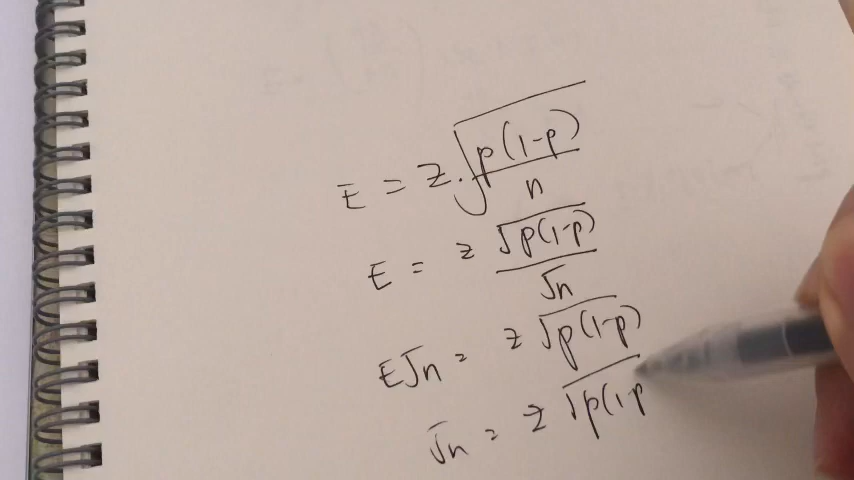 E = z.√(p(1-p)/n)
E = z √p(1-p)/√n
E√n = z √p(1-p)
√n = z √p(1-p